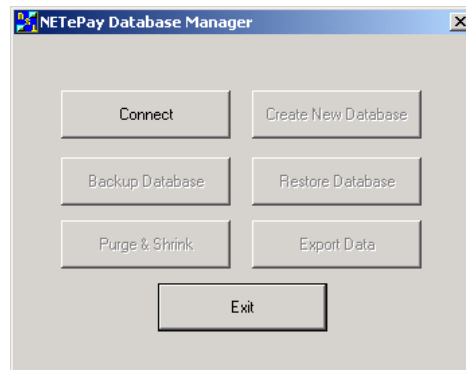 NETePay Database Manager
Connect
Create New Database
Backup Database
Restore Database
Purge & Shrink
Export Data
Exit